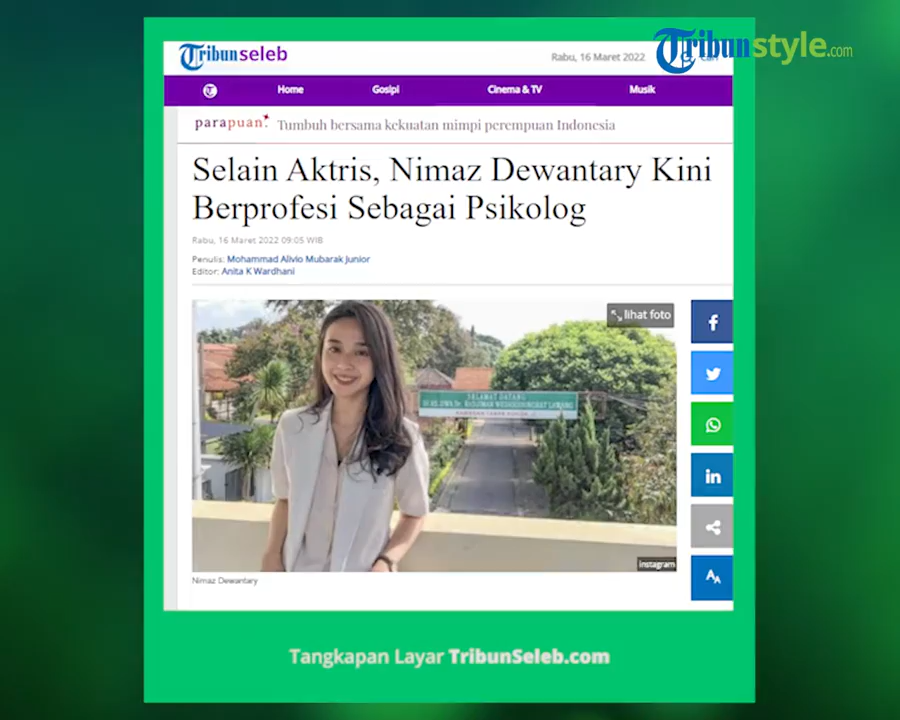 Tribunseleb
Rabu, 16 Maret 2022
Tribunstyle.com
Home
Gosipi
Cinema & TV
Musik
parapuan.
Tumbuh bersama kekuatan mimpi perempuan Indonesia
Selain Aktris, Nimaz Dewantary Kini
Berprofesi Sebagai Psikolog
Rabu, 16 Maret 2022 09:05 WIB
Penulis: Mohammad Alivio Mubarak Junior
Editor: Anita K Wardhani
lihat foto
SELAMAT DATANG
instagram
Nimaz Dewantary
Tangkapan Layar TribunSeleb.com